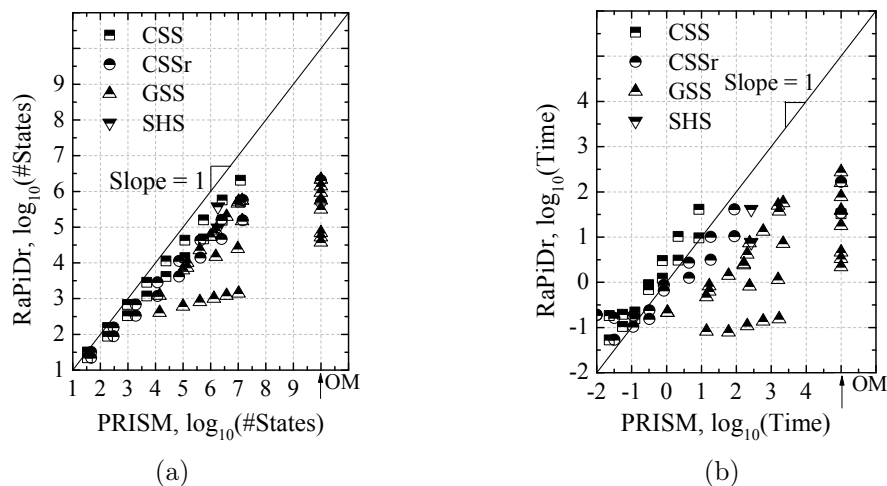 CSS
CSSr
GSS
SHS
Slope = 1
RaPiDr, log10(#States)
10
9
8
7
6
5
4
3
2
1
1 2 3 4 5 6 7 8 9 OM
PRISM, log10(#States)
(a)
CSS
CSSr
GSS
SHS
Slope = 1
RaPiDr, log10(Time)
4
2
1
0
-1
-2
-2 -1 0 1 2 3 4 OM
PRISM, log10(Time)
(b)